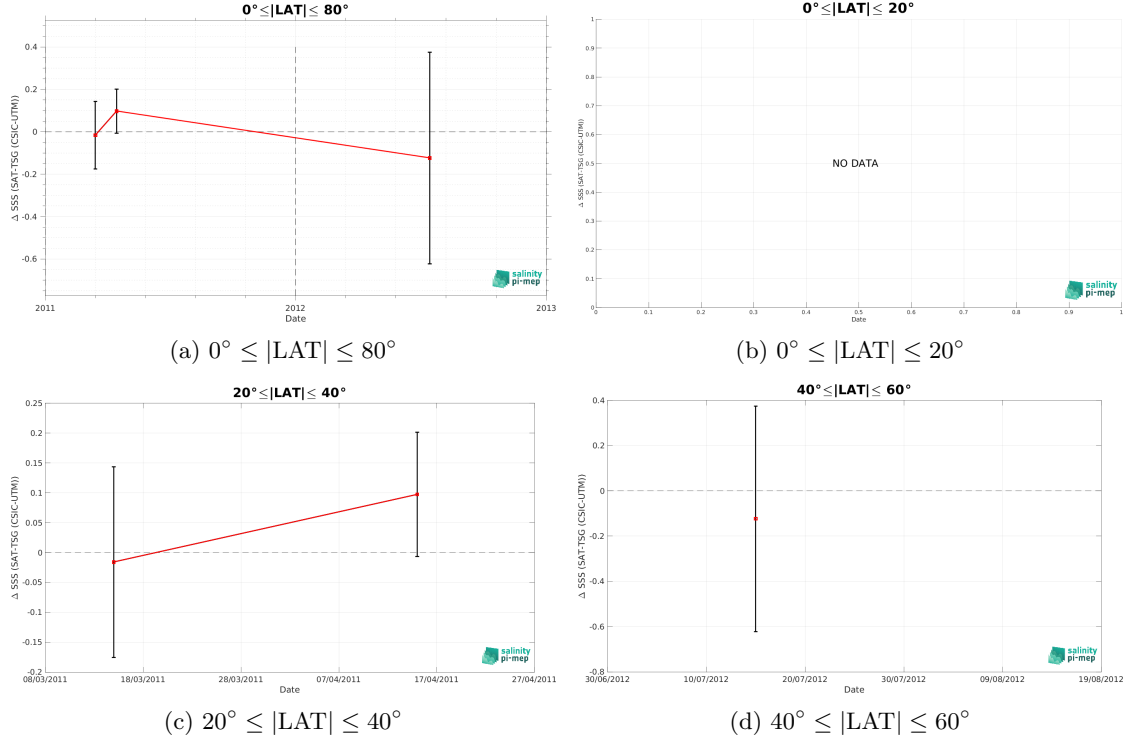 0°≤|LAT|≤ 80°
Δ SSS (SAT-TSG (CSIC-UTM))
0.4
0.2
0
-0.2
-0.4
-0.6
2011
2012
2013
Date
salinity
pi-mep
(a) 0° ≤ |LAT| ≤ 80°
0°≤|LAT|≤ 20°
Δ SSS (SAT-TSG (CSIC-UTM))
1
0.9
0.8
0.7
0.6
0.5
0.4
0.3
0.2
0.1
0
NO DATA
0 0.1 0.2 0.3 0.4 0.5 0.6 0.7 0.8 0.9 1
Date
salinity
pi-mep
(b) 0° ≤ |LAT| ≤ 20°
20°≤|LAT|≤ 40°
Δ SSS (SAT-TSG (CSIC-UTM))
0.25
0.2
0.15
0.1
0.05
0
-0.05
-0.1
-0.15
-0.2
08/03/2011 18/03/2011 28/03/2011 07/04/2011 17/04/2011 27/04/2011
Date
salinity
pi-mep
(c) 20° ≤ |LAT| ≤ 40°
40°≤|LAT|≤ 60°
Δ SSS (SAT-TSG (CSIC-UTM))
0.4
0.2
0
-0.2
-0.4
-0.6
-0.8
30/06/2012 10/07/2012 20/07/2012 30/07/2012 09/08/2012 19/08/2012
Date
salinity
pi-mep
(d) 40° ≤ |LAT| ≤ 60°